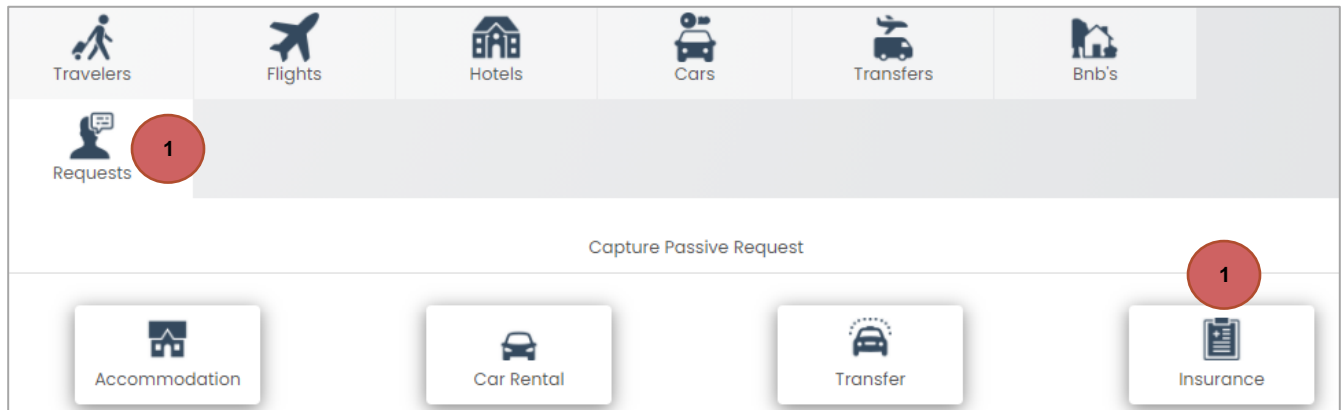 Travelers
Flights
Hotels
Cars
Transfers
Bnb's
Requests
1
Capture Passive Request
1
Accommodation
Car Rental
Transfer
Insurance